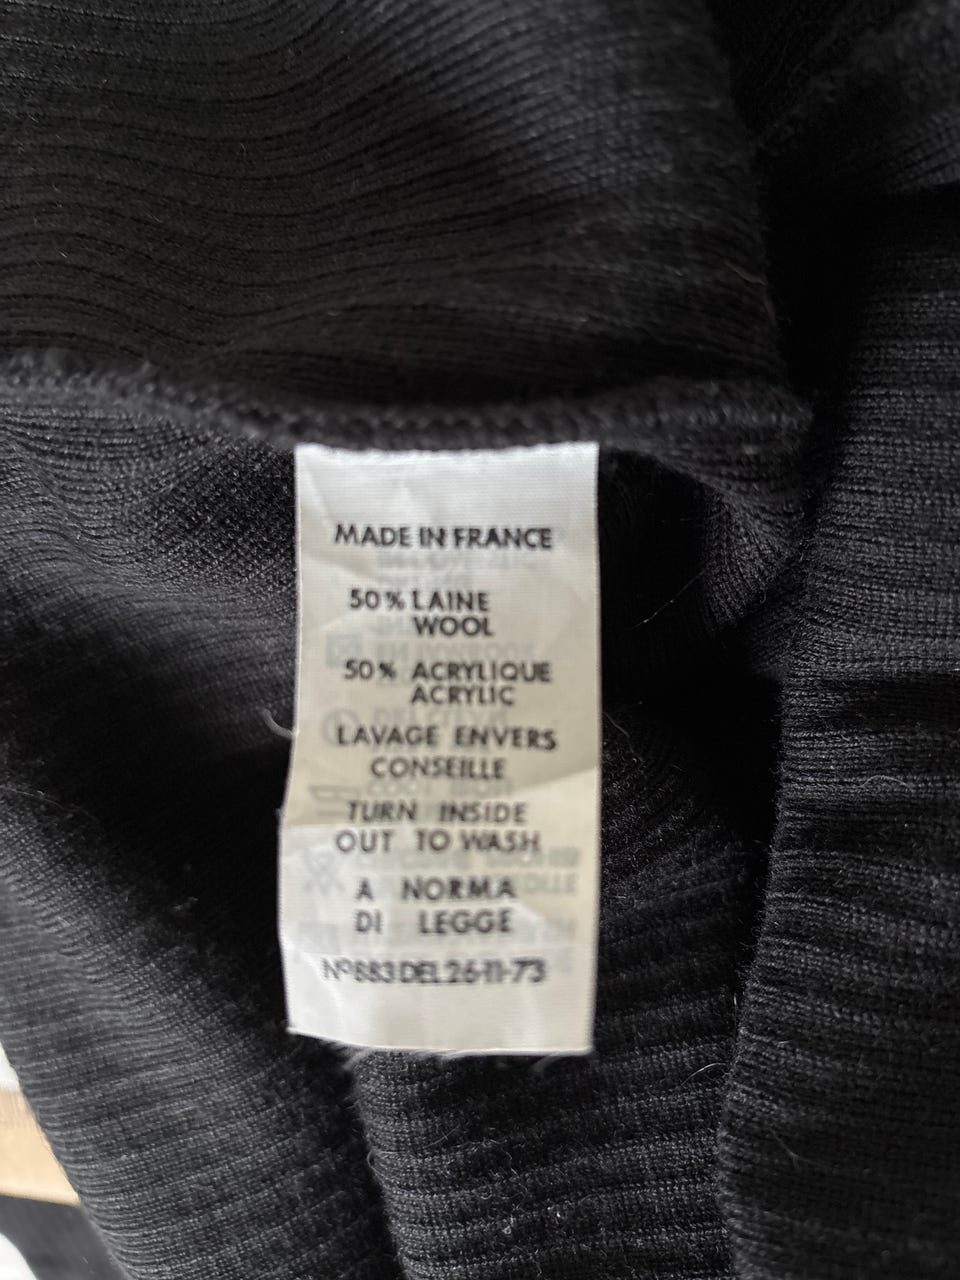 MADE IN FRANCE
50% LAINE
WOOL
50% ACRYLIQUE
ACRYLIC
LAVAGE ENVERS
CONSEILLE
TURN INSIDE
OUT TO WASH
A NORMA
DI LEGGE
Nº883 DEL 26-11-73